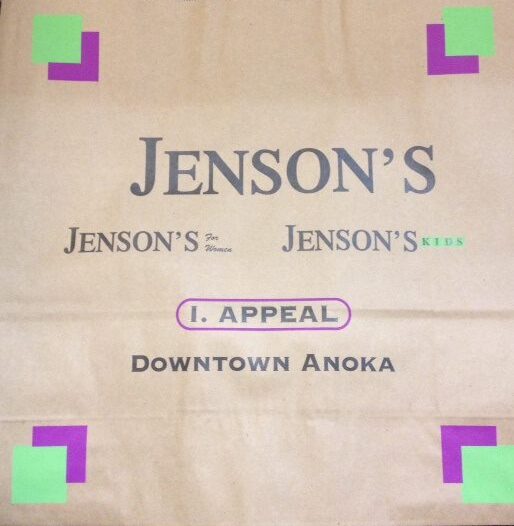 JENSON'S
JENSON'S For Women JENSON'S KIDS
I. APPEAL
DOWNTOWN ANOKA